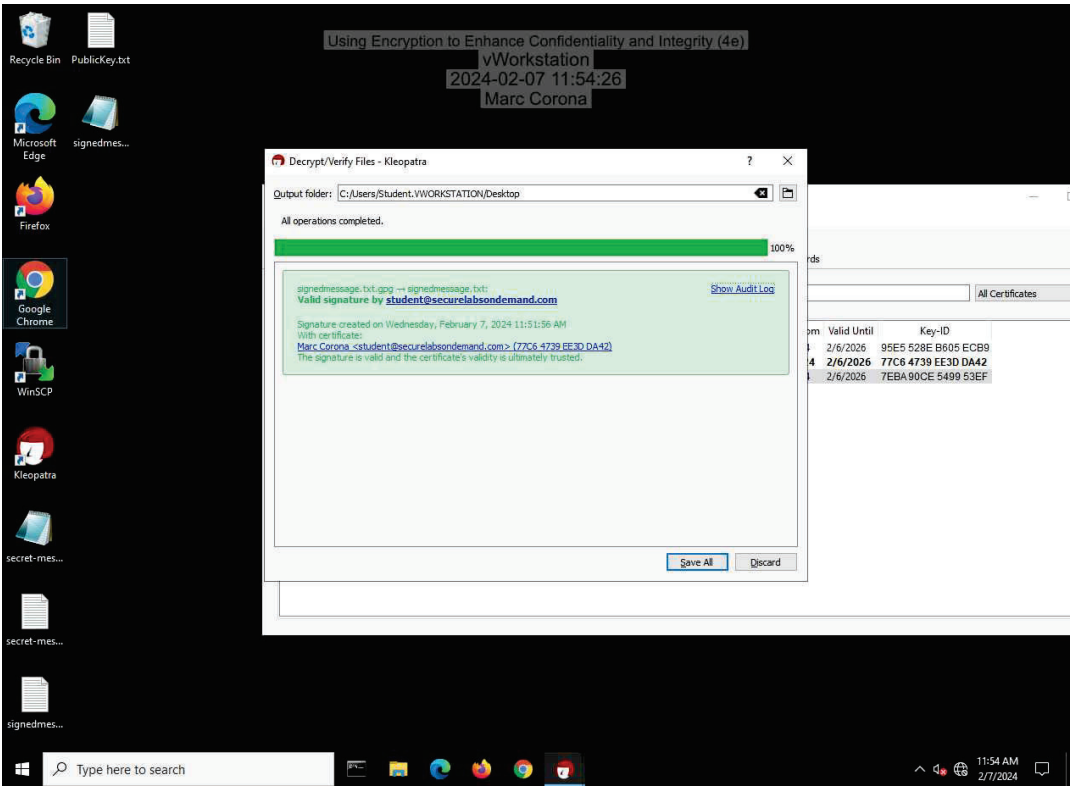 Using Encryption to Enhance Confidentiality and Integrity (4e)
vWorkstation
2024-02-07 11:54:26
Marc Corona
Recycle Bin
PublicKey.txt
Microsoft Edge
signedmes...
Firefox
Google Chrome
WinSCP
Kleopatra
secret-mes...
secret-mes...
signedmes...
Decrypt/Verify Files - Kleopatra
?
Output folder: C:/Users/Student.VWORKSTATION/Desktop
All operations completed.
100%
signedmessage.txt.gpg → signedmessage.txt:
Show Audit Log
Valid signature by student@securelabsondemand.com
Signature created on Wednesday, February 7, 2024 11:51:56 AM
With certificate:
Marc Corona <student@securelabsondemand.com> (77C6 4739 EE3D DA42)
The signature is valid and the certificate's validity is ultimately trusted.
Save All
Discard
rds
All Certificates
om Valid Until Key-ID
4 2/6/2026 95E5 528E B605 ECB9
4 2/6/2026 77C6 4739 EE3D DA42
4 2/6/2026 7EBA 90CE 5499 53EF
Type here to search
11:54 AM
2/7/2024